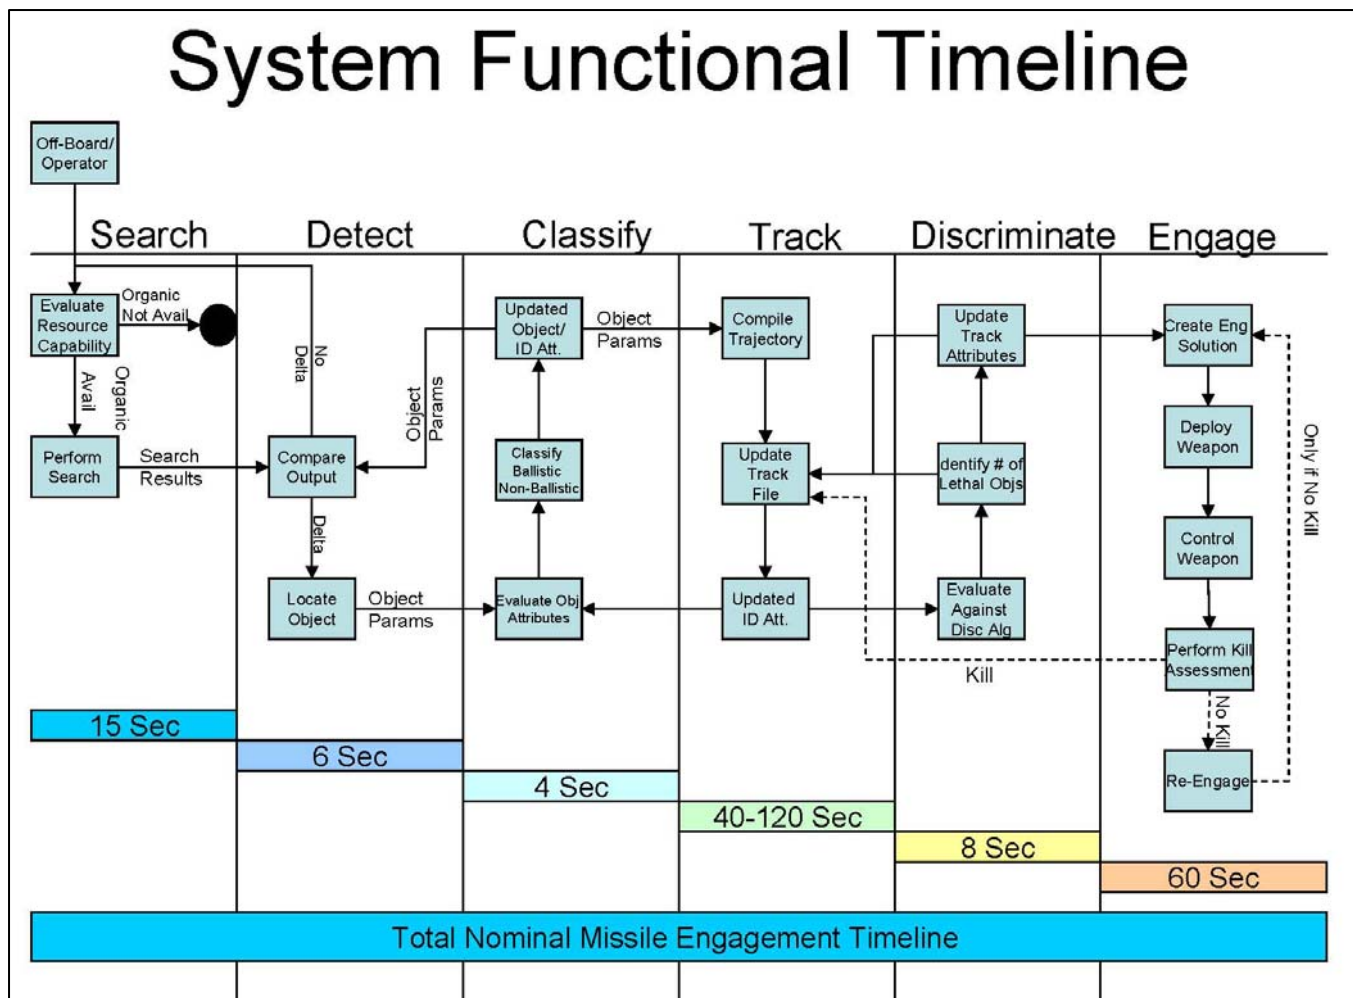 System Functional Timeline
Off-Board/
Operator
Search
Detect
Classify
Track
Discriminate
Engage
Evaluate
Resource
Capability
Organic
Not Avail
Avail
Organic
Perform
Search
Search
Results
No
Delta
Compare
Output
Delta
Locate
Object
Object
Params
Object
Params
Updated
Object/
ID Att.
Object
Params
Classify
Ballistic
Non-Ballistic
Evaluate Obj
Attributes
Compile
Trajectory
Update
Track
File
Updated
ID Att.
Update
Track
Attributes
dentify # of
Lethal Objs
Evaluate
Against
Disc Alg
Kill
Create Eng
Solution
Deploy
Weapon
Control
Weapon
Perform Kill
Assessment
No Kill
Re-Engage
Only if No Kill
15 Sec
6 Sec
4 Sec
40-120 Sec
8 Sec
60 Sec
Total Nominal Missile Engagement Timeline